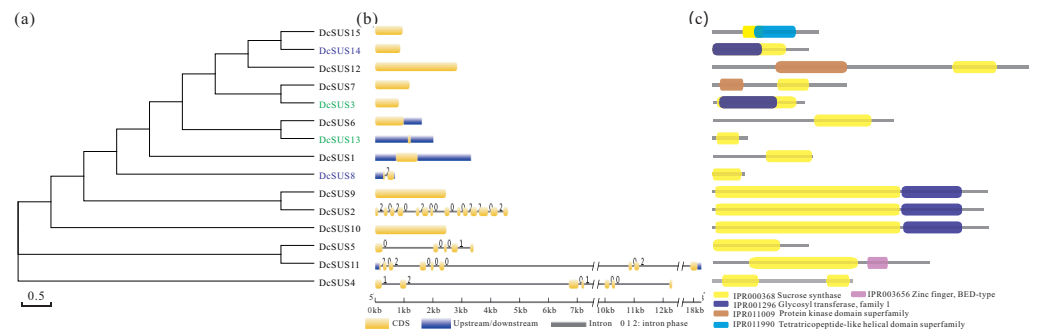 (a)
(b)
(c)
DcSUS15
DcSUS14
DcSUS12
DcSUS7
DcSUS3
DcSUS6
DcSUS13
DcSUS1
DcSUS8
DcSUS9
DcSUS2
DcSUS10
DcSUS5
DcSUS11
DcSUS4
0.5
5'
3'
0kb 1kb 2kb 3kb 4kb 5kb 6kb 7kb 10kb 11kb 12kb 18kb
CDS Upstream/downstream Intron 0 1 2: intron phase
IPR000368 Sucrose synthase IPR003656 Zinc finger, BED-type
IPR001296 Glycosyl transferase, family 1
IPR011009 Protein kinase domain superfamily
IPR011990 Tetratricopeptide-like helical domain superfamily